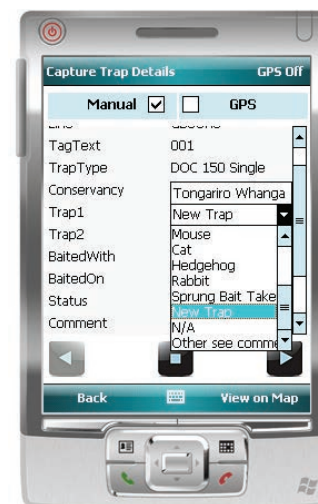 Capture Trap Details GPS Off
Manual GPS
TagText 001
TrapType DOC 150 Single
Conservancy Tongariro Whanga
Trap1 New Trap
Trap2 Mouse
Cat
BaitedWith Hedgehog
BaitedOn Rabbit
Status Sprung Bait Take
New Trap
Comment N/A
Other see comme
Back View on Map